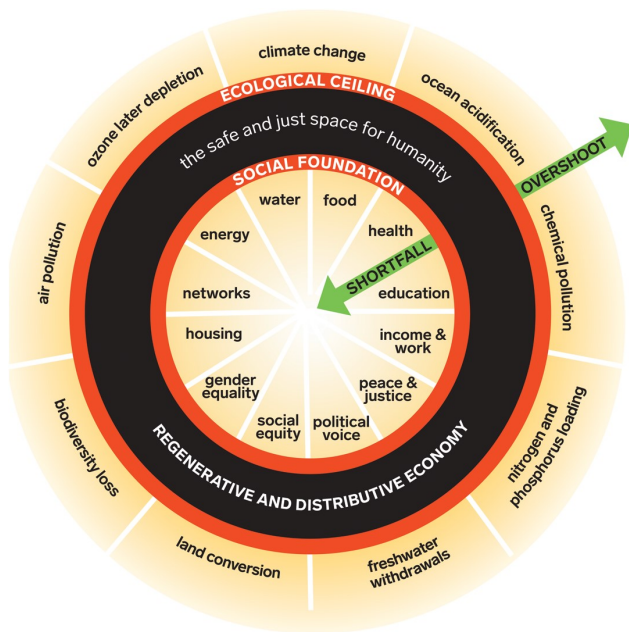 climate change
ocean acidification
chemical pollution
nitrogen and
phosphorus loading
freshwater
withdrawals
land conversion
biodiversity loss
air pollution
ozone later depletion
ECOLOGICAL CEILING
OVERSHOOT
the safe and just space for humanity
SOCIAL FOUNDATION
water
food
health
SHORTFALL
education
income &
work
peace &
justice
political
voice
social
equity
gender
equality
housing
networks
energy
REGENERATIVE AND DISTRIBUTIVE ECONOMY